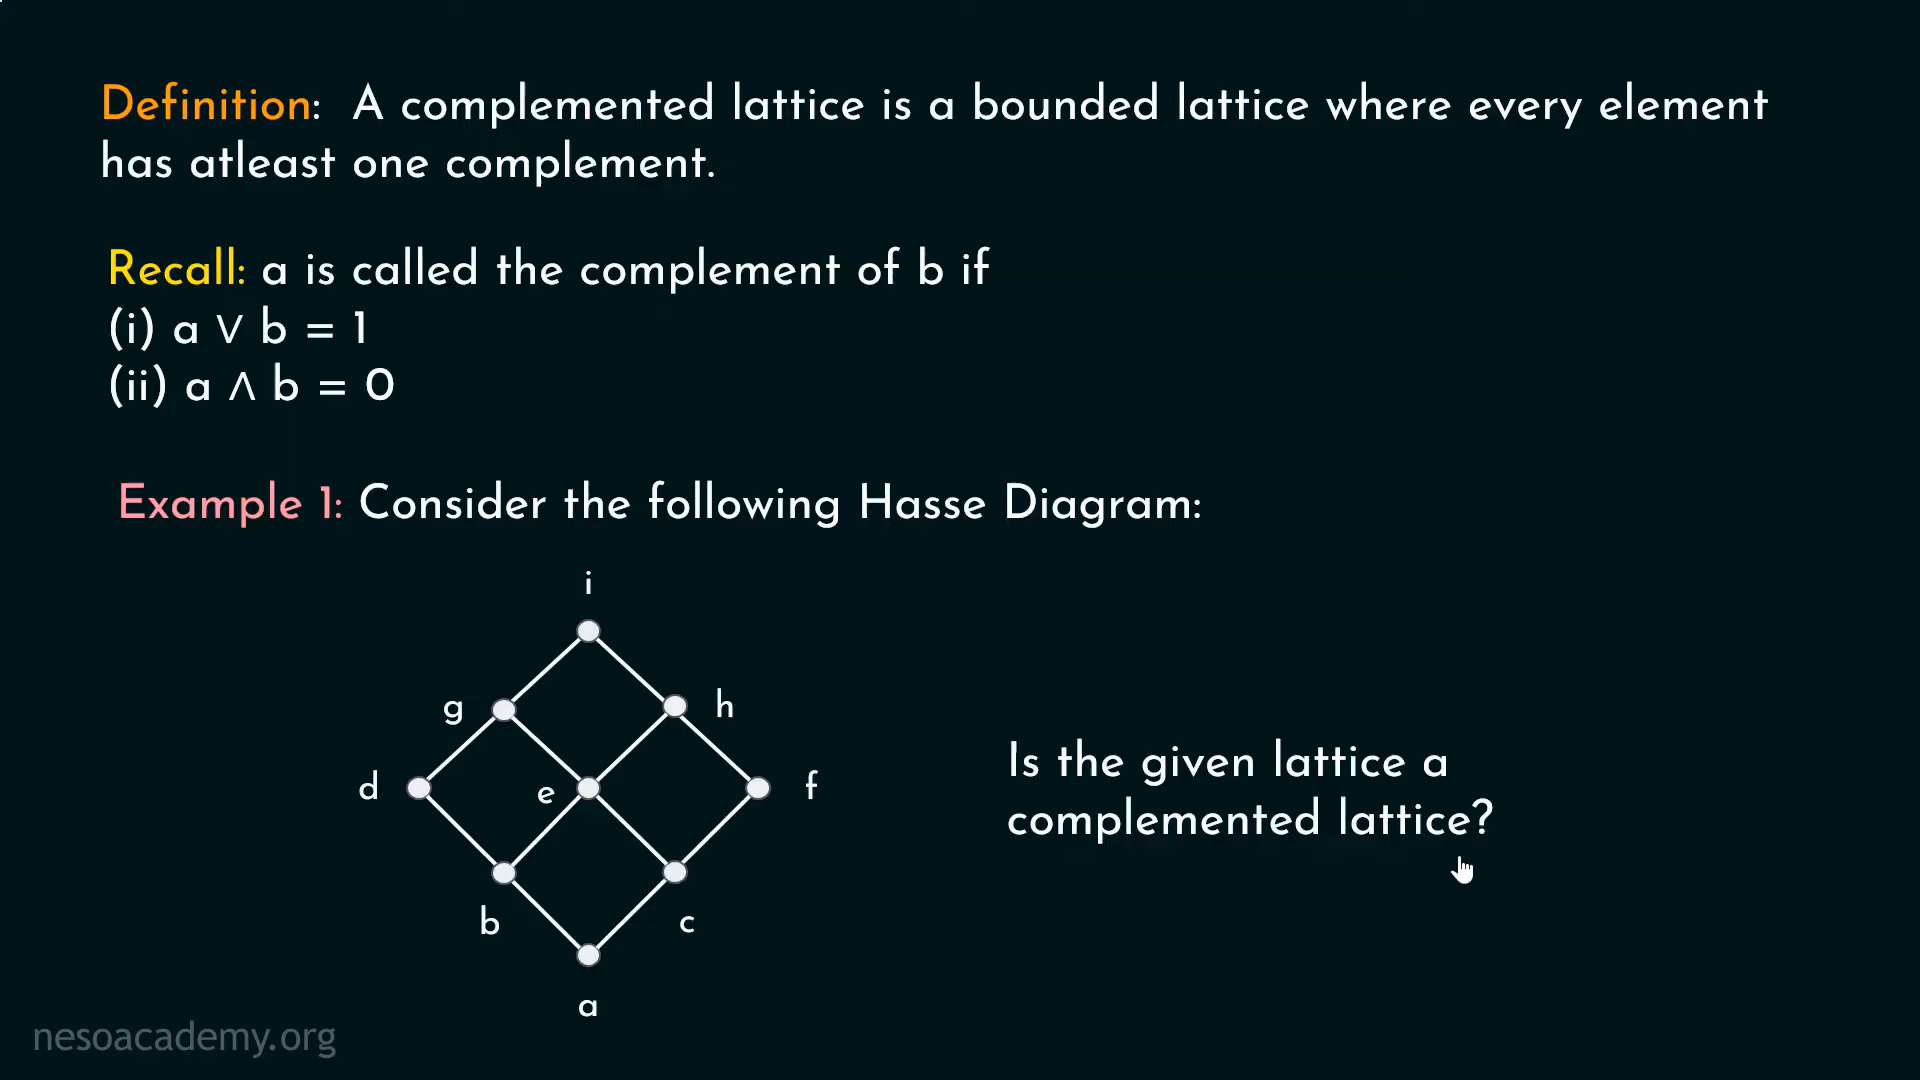 Definition: A complemented lattice is a bounded lattice where every element
has atleast one complement.
Recall: a is called the complement of b if
(i) a ∨ b = 1
(ii) a ∧ b = 0
Example 1: Consider the following Hasse Diagram:
i
g h
d e f
b c
a
Is the given lattice a
complemented lattice?
nesoacademy.org